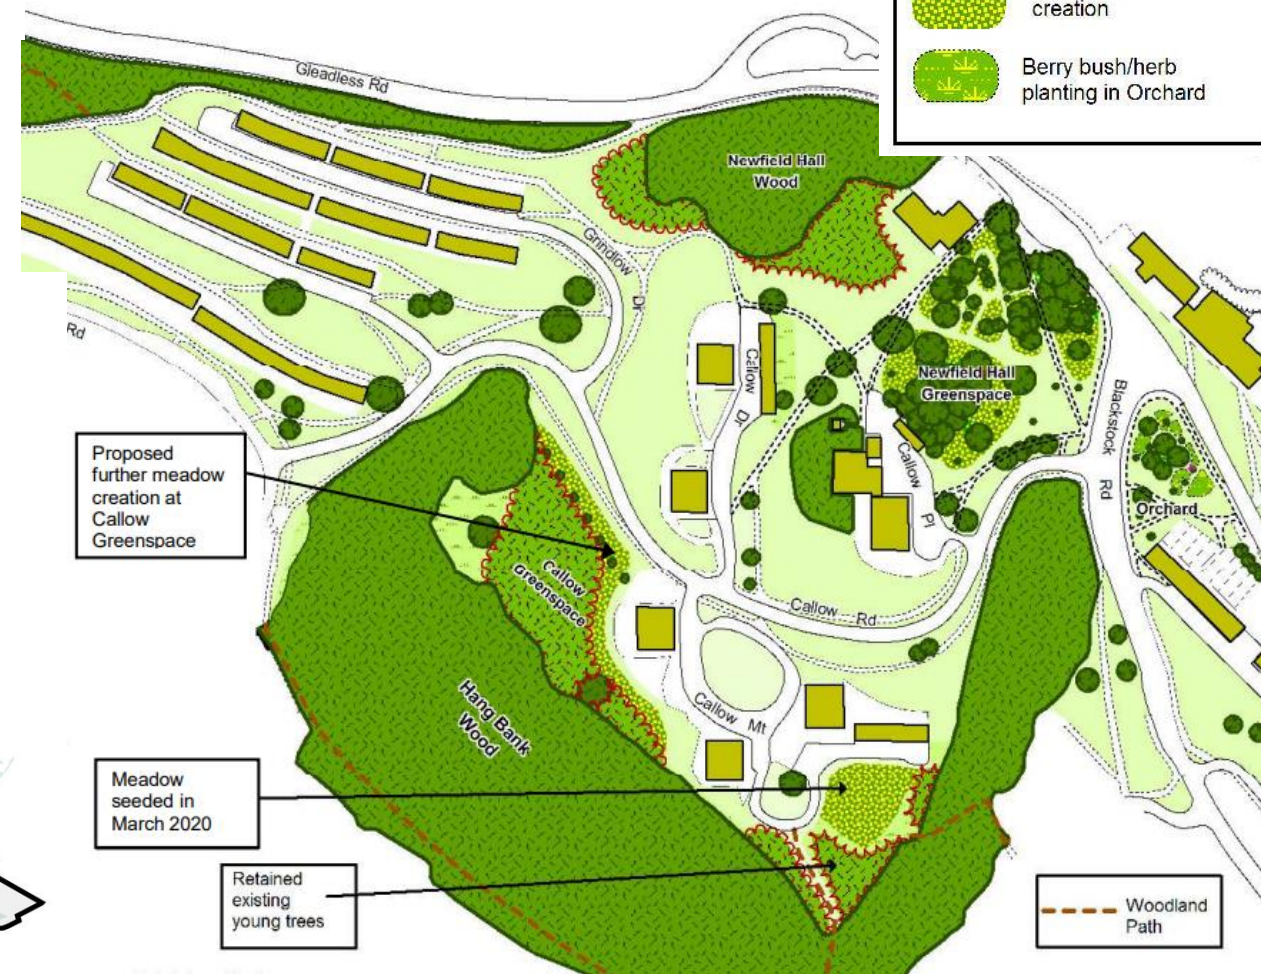 creation
Berry bush/herb
planting in Orchard
Gleadless Rd
Newfield Hall
Wood
Grindlow
Dr
Rd
Callow
Dr
Newfield Hall
Greenspace
Blackstock
Rd
Callow
Pl
Orchard
Proposed
further meadow
creation at
Callow
Greenspace
Callow
Greenspace
Callow Rd
Hang Bank
Wood
Callow Mt
Meadow
seeded in
March 2020
Retained
existing
young trees
Woodland
Path